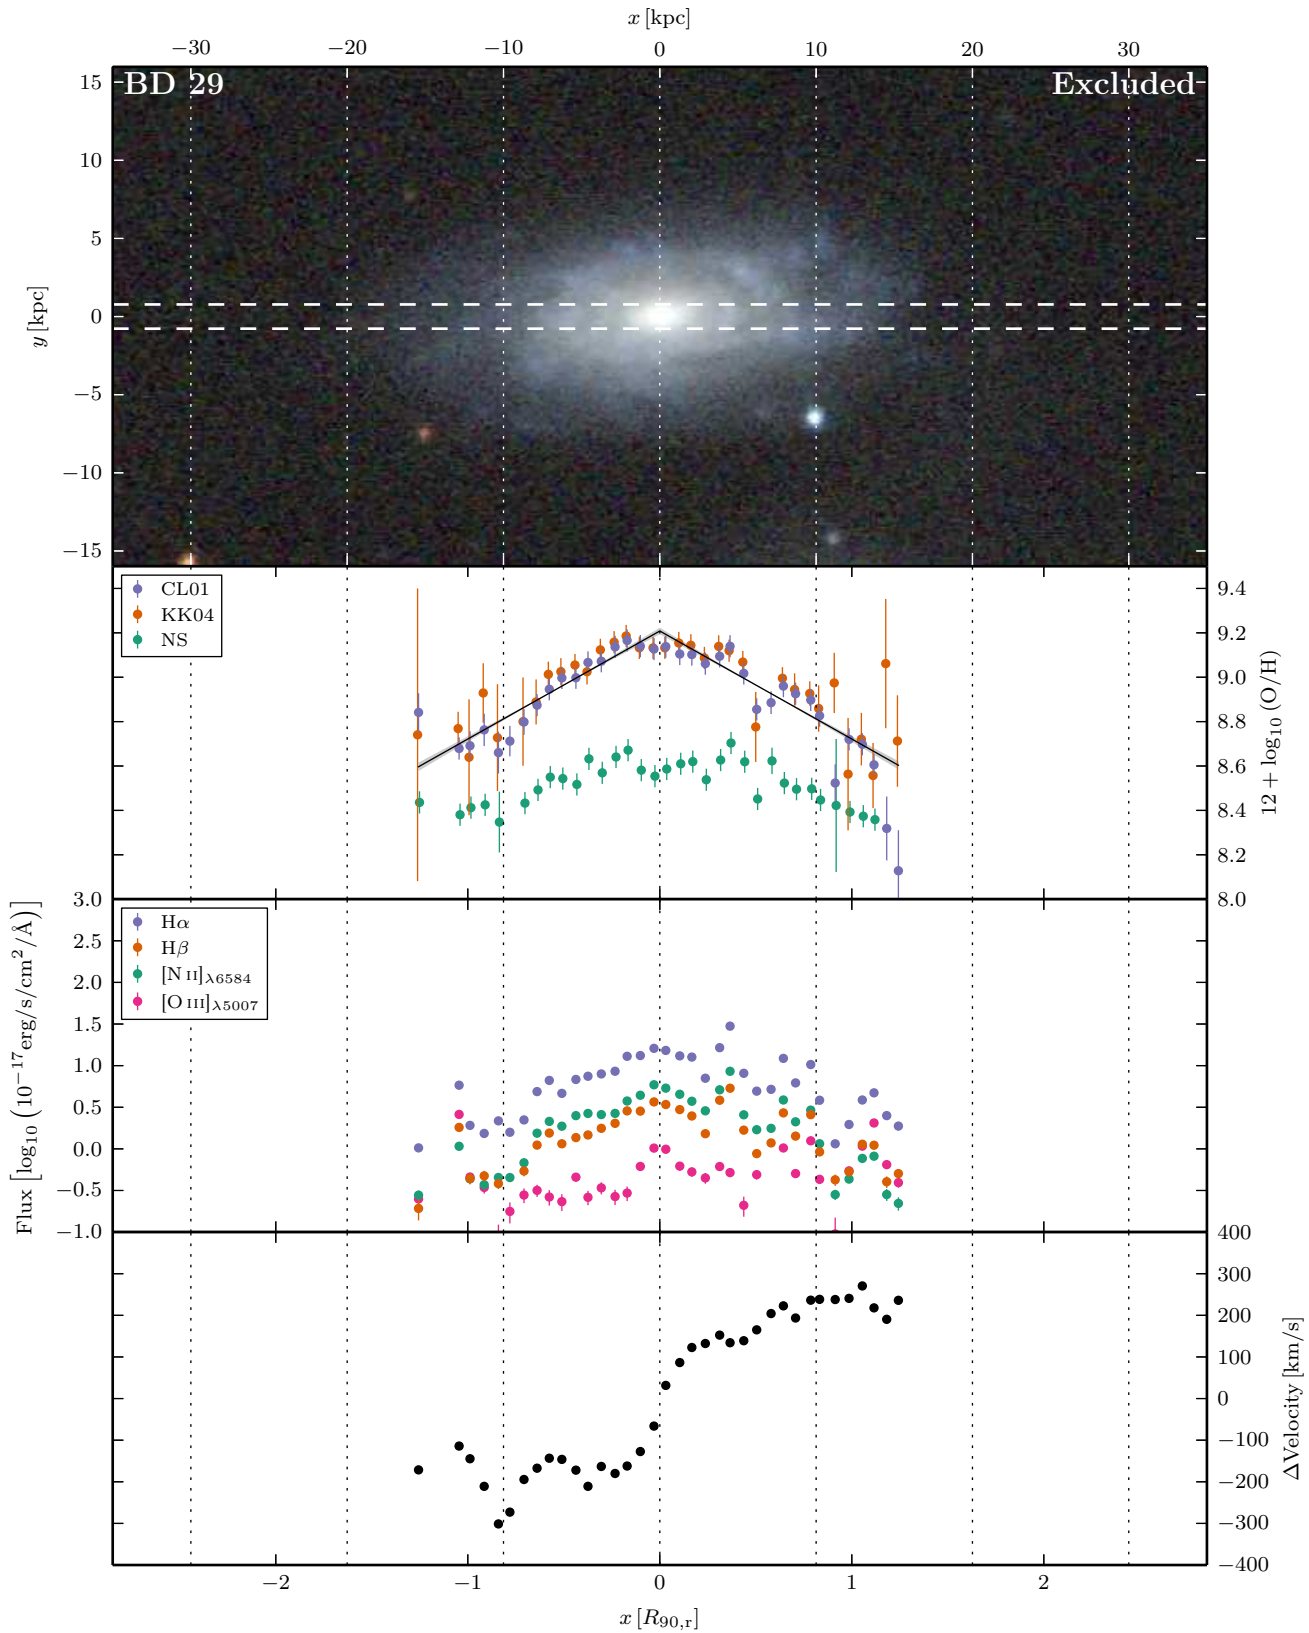 x [kpc]
−30 −20 −10 0 10 20 30
BD 29 Excluded
15
10
5
0
−5
−10
−15
y [kpc]
CL01
KK04
NS
9.4
9.2
9.0
8.8
8.6
8.4
8.2
8.0
12 + log₁₀ (O/H)
3.0
2.5
2.0
1.5
1.0
0.5
0.0
−0.5
−1.0
Flux [log₁₀ (10⁻¹⁷erg/s/cm²/Å)]
Hα
Hβ
[N II]λ6584
[O III]λ5007
400
300
200
100
0
−100
−200
−300
−400
ΔVelocity [km/s]
−2 −1 0 1 2
x [R₉₀,ᵣ]